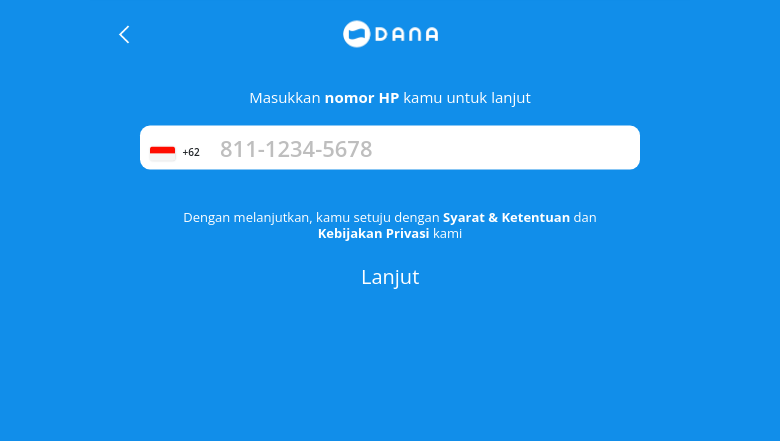 DANA
Masukkan nomor HP kamu untuk lanjut
+62 811-1234-5678
Dengan melanjutkan, kamu setuju dengan Syarat & Ketentuan dan
Kebijakan Privasi kami
Lanjut